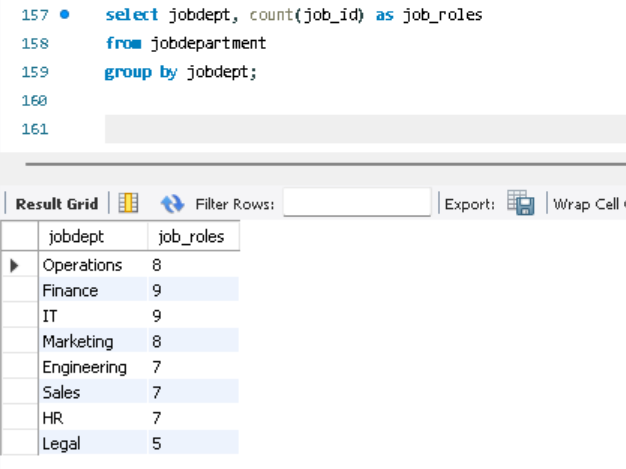 157 select jobdept, count(job_id) as job_roles
158 from jobdepartment
159 group by jobdept;
160
161
Result Grid Filter Rows: Export: Wrap Cell
jobdept job_roles
Operations 8
Finance 9
IT 9
Marketing 8
Engineering 7
Sales 7
HR 7
Legal 5